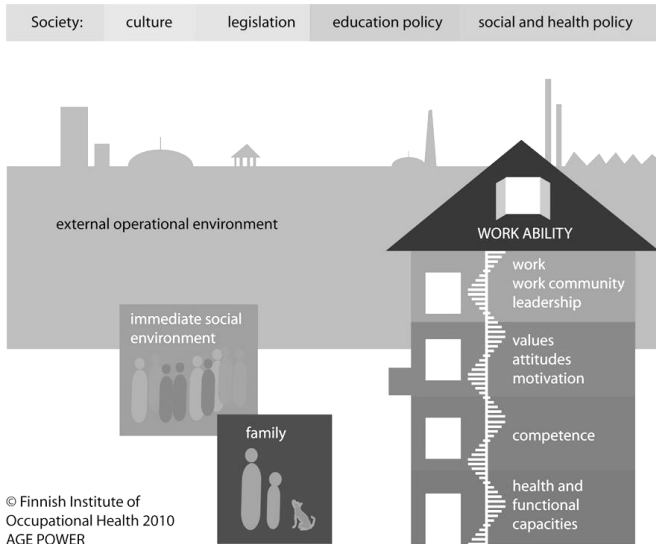 Society: culture legislation education policy social and health policy
external operational environment
WORK ABILITY
work
work community
leadership
values
attitudes
motivation
competence
health and
functional
capacities
immediate social
environment
family
© Finnish Institute of
Occupational Health 2010
AGE POWER